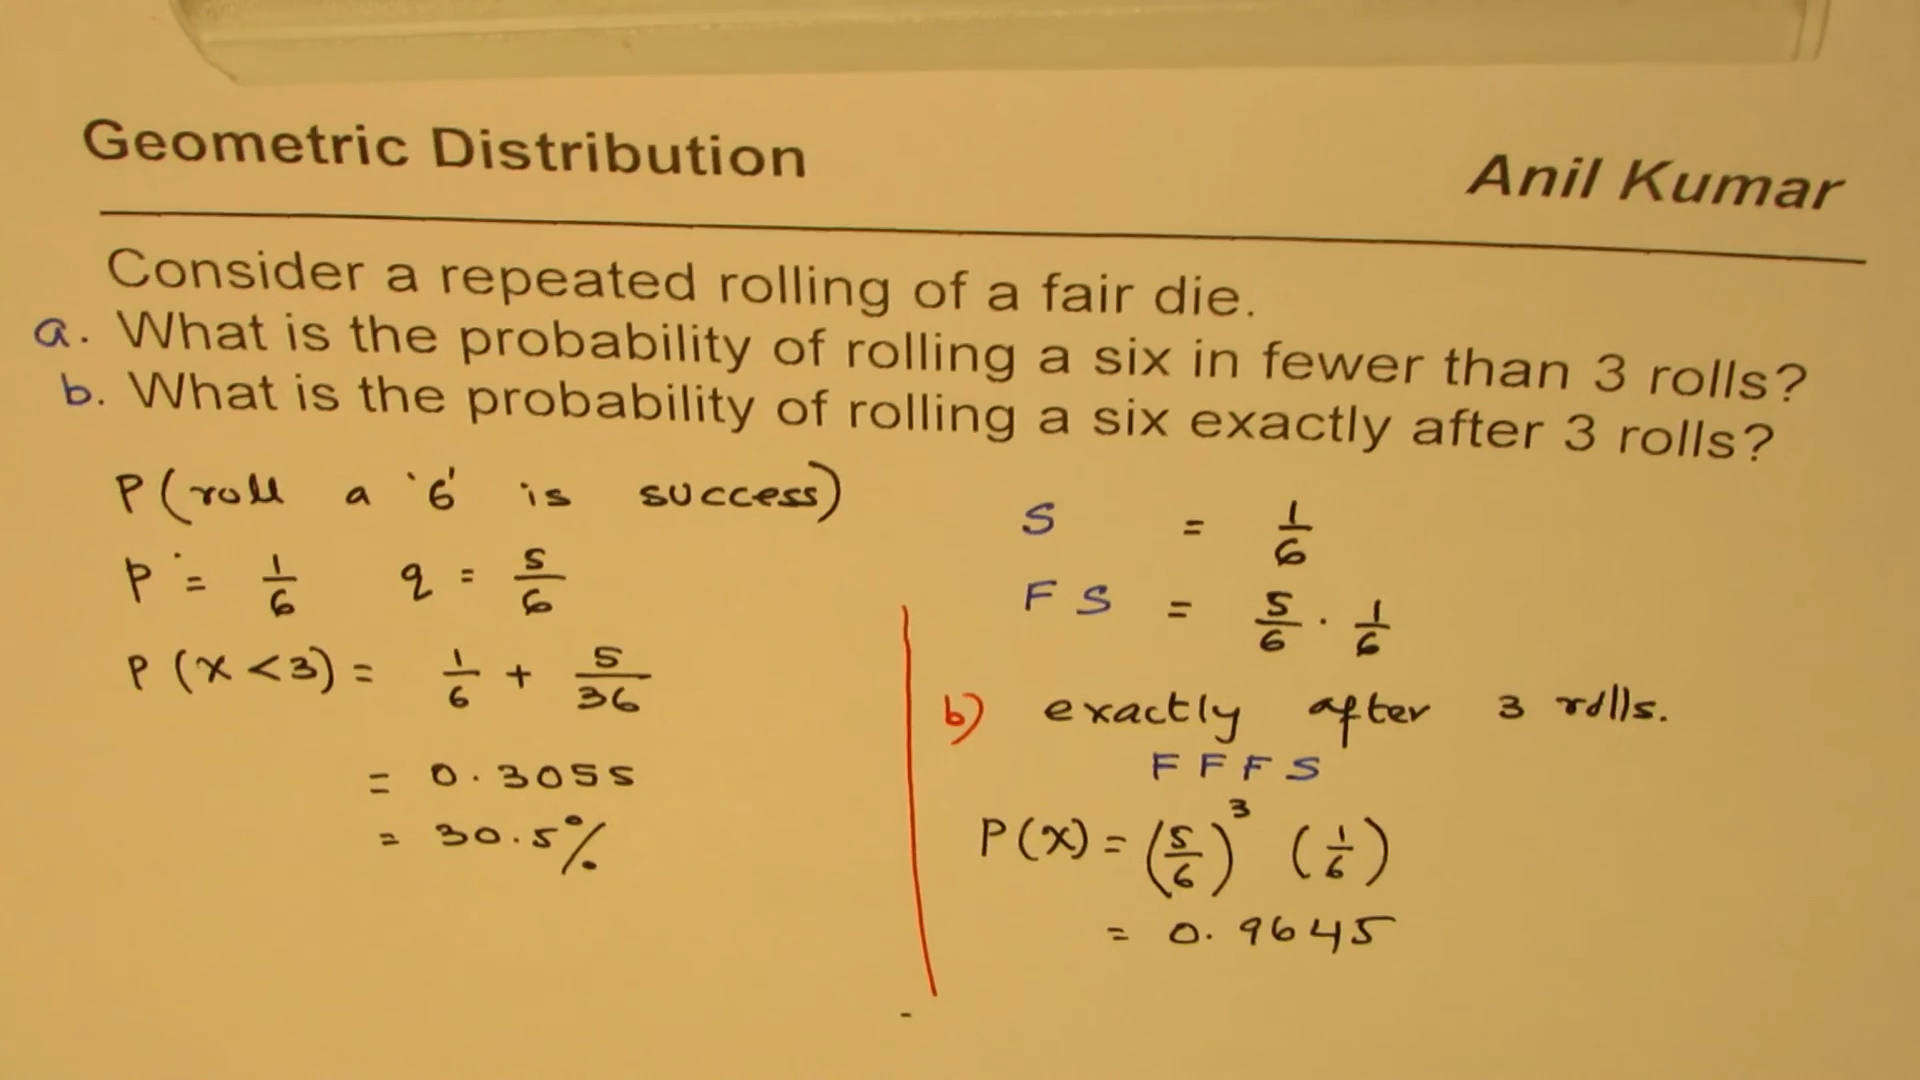 Geometric Distribution
Anil Kumar
Consider a repeated rolling of a fair die.
a. What is the probability of rolling a six in fewer than 3 rolls?
b. What is the probability of rolling a six exactly after 3 rolls?
P(roll a '6' is success)
p = 1/6 q = 5/6
P(x<3) = 1/6 + 5/36
= 0.3055
= 30.5%
S = 1/6
F S = 5/6 · 1/6
b) exactly after 3 rolls.
F F F S
P(x) = (5/6)³ (1/6)
= 0.9645